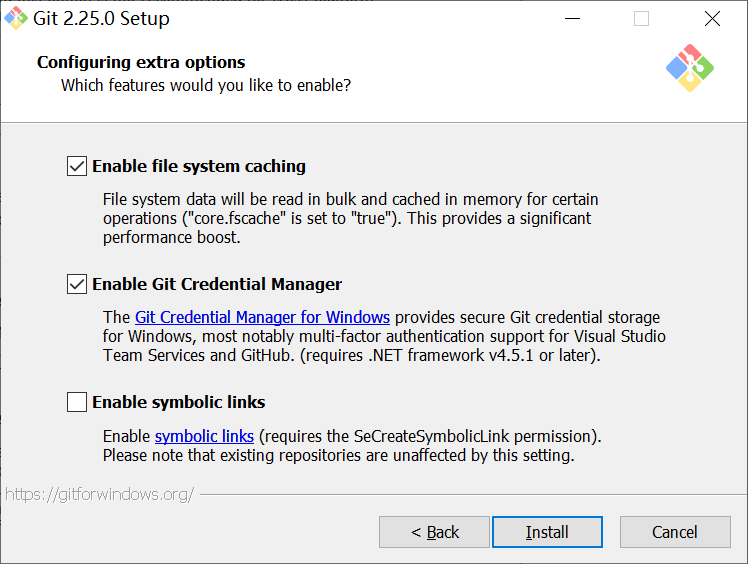 Git 2.25.0 Setup
Configuring extra options
Which features would you like to enable?
Enable file system caching
File system data will be read in bulk and cached in memory for certain
operations ("core.fscache" is set to "true"). This provides a significant
performance boost.
Enable Git Credential Manager
The Git Credential Manager for Windows provides secure Git credential storage
for Windows, most notably multi-factor authentication support for Visual Studio
Team Services and GitHub. (requires .NET framework v4.5.1 or later).
Enable symbolic links
Enable symbolic links (requires the SeCreateSymbolicLink permission).
Please note that existing repositories are unaffected by this setting.
https://gitforwindows.org/
< Back
Install
Cancel